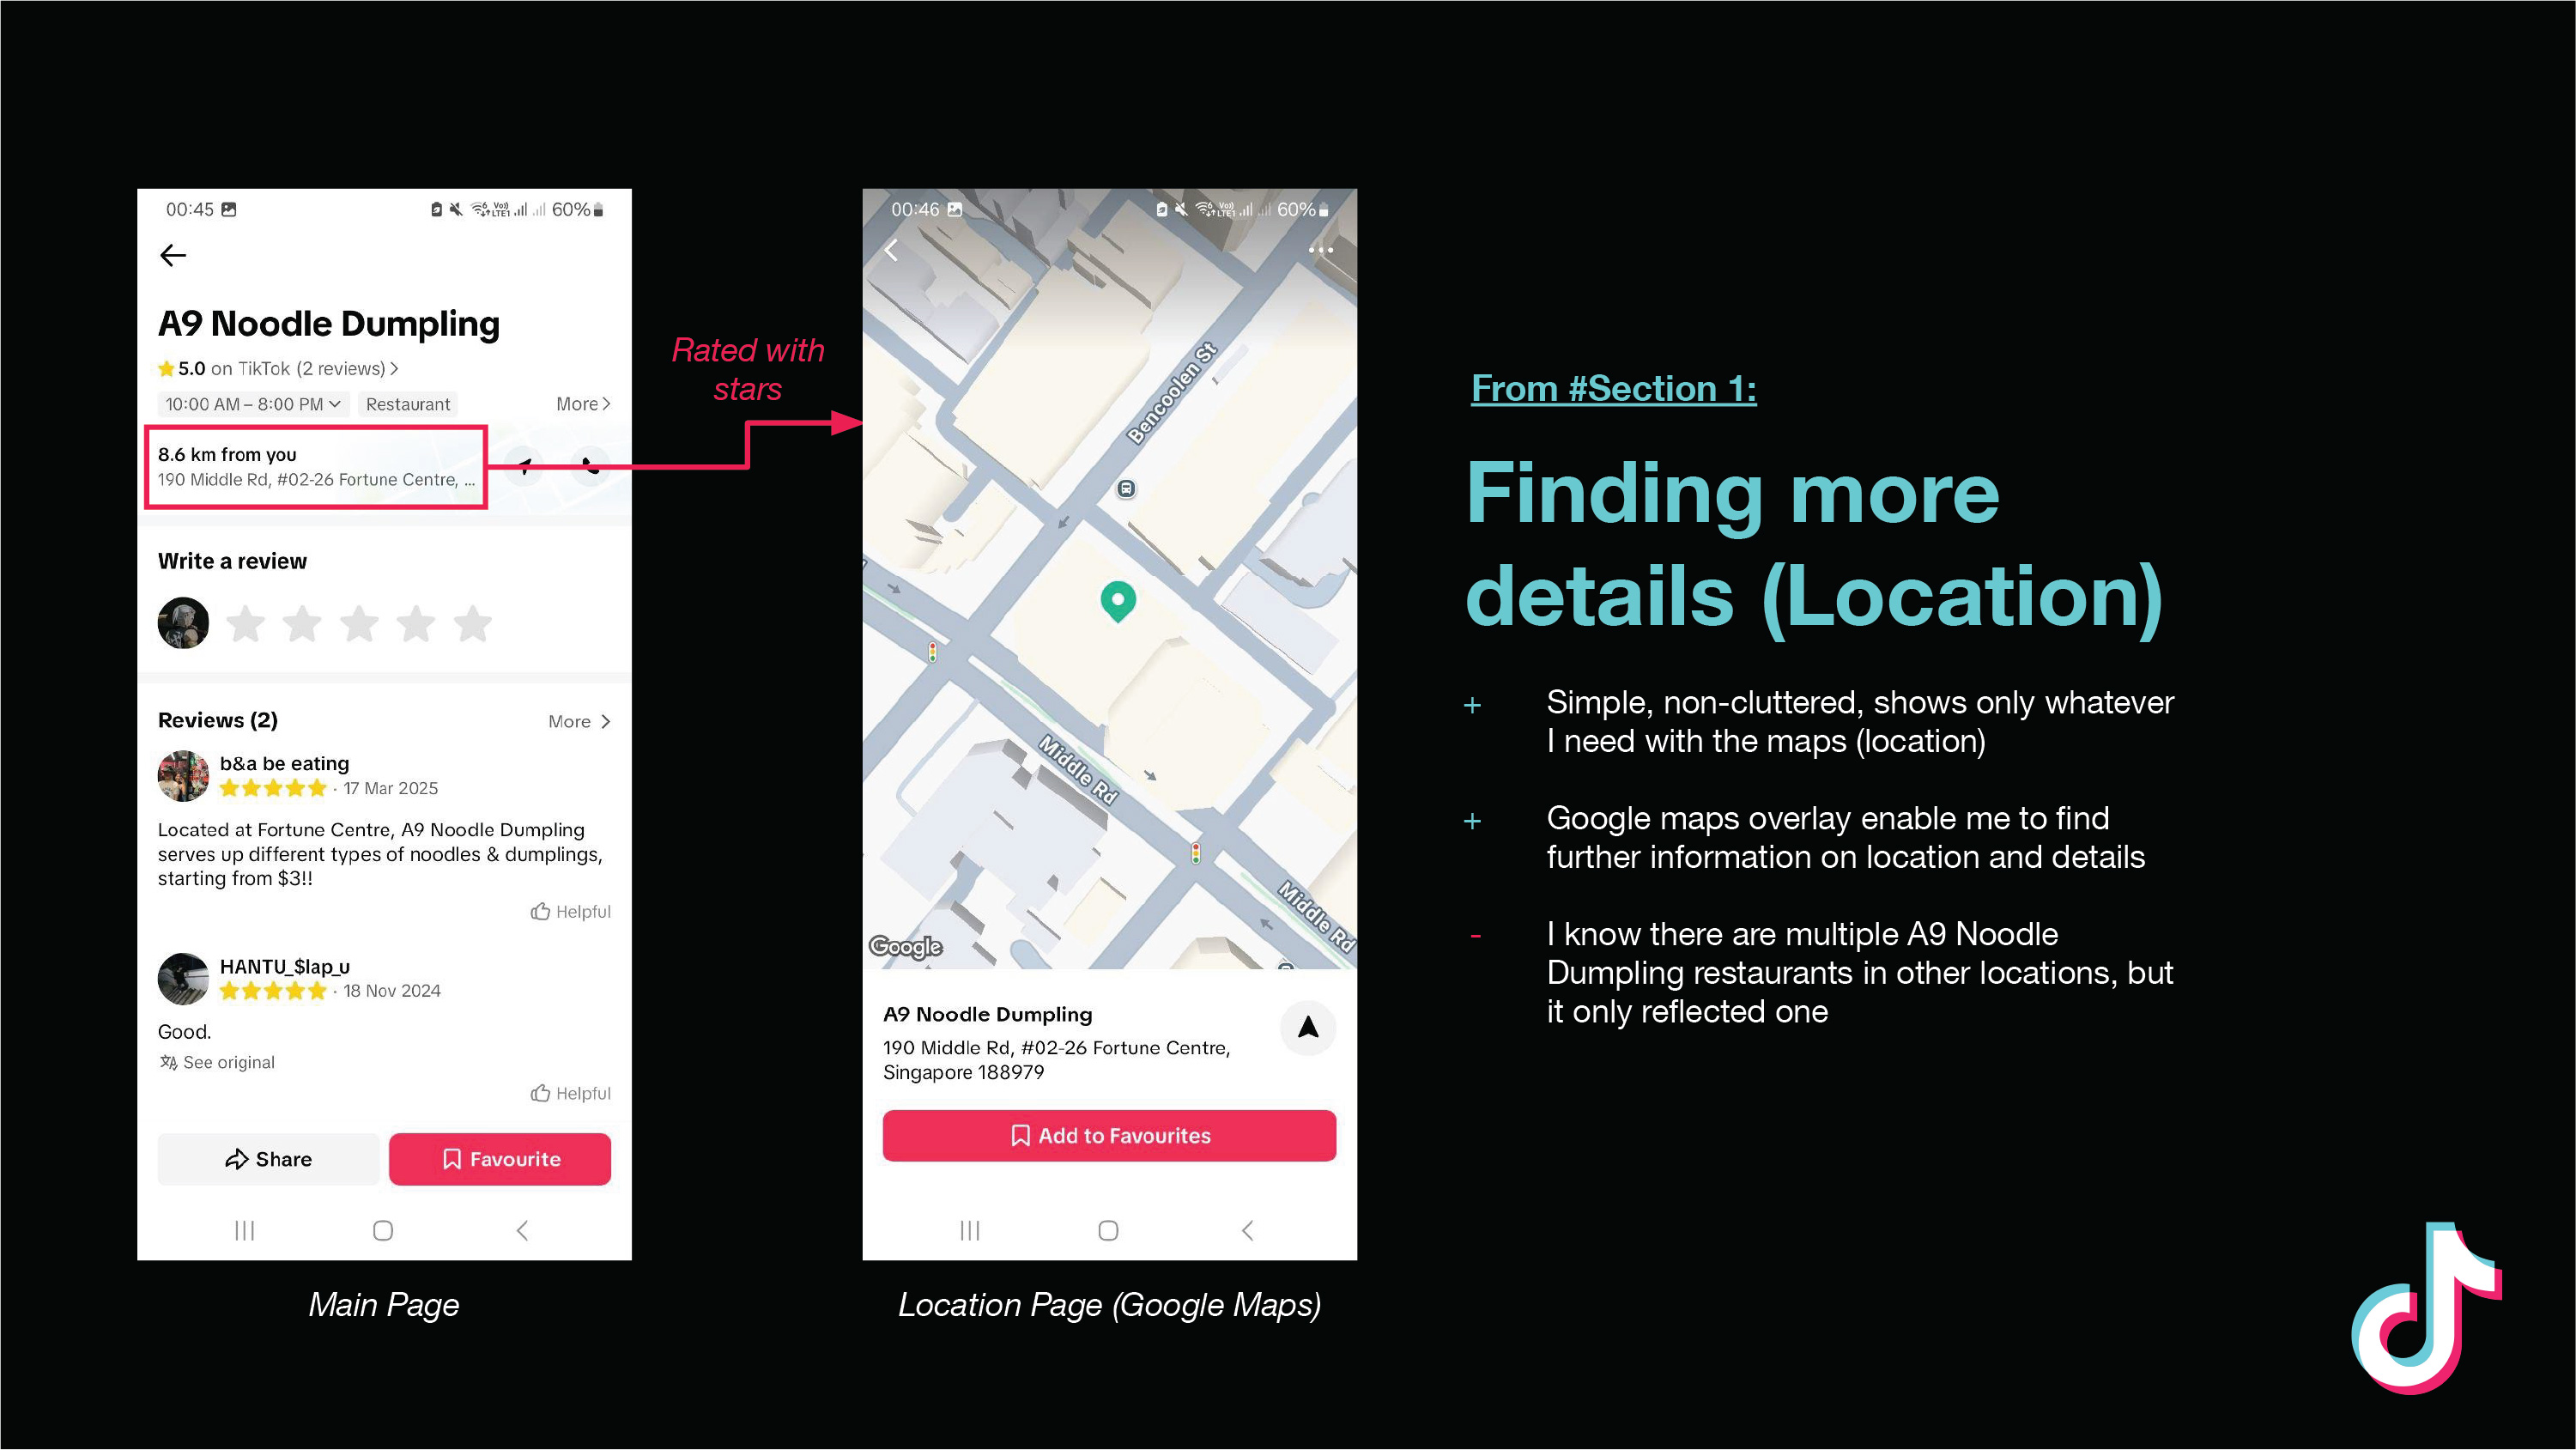 00:45
60%
A9 Noodle Dumpling
5.0 on TikTok (2 reviews) >
10:00 AM – 8:00 PM
Restaurant
More >
8.6 km from you
190 Middle Rd, #02-26 Fortune Centre, ...
Write a review
Reviews (2)
More >
b&a be eating
· 17 Mar 2025
Located at Fortune Centre, A9 Noodle Dumpling
serves up different types of noodles & dumplings,
starting from $3!!
Helpful
HANTU_$lap_u
· 18 Nov 2024
Good.
See original
Helpful
Share
Favourite
Main Page
Rated with
stars
00:46
60%
Bencoolen St
Middle Rd
Middle Rd
Google
A9 Noodle Dumpling
190 Middle Rd, #02-26 Fortune Centre,
Singapore 188979
Add to Favourites
Location Page (Google Maps)
From #Section 1:
Finding more
details (Location)
+ Simple, non-cluttered, shows only whatever
I need with the maps (location)
+ Google maps overlay enable me to find
further information on location and details
- I know there are multiple A9 Noodle
Dumpling restaurants in other locations, but
it only reflected one